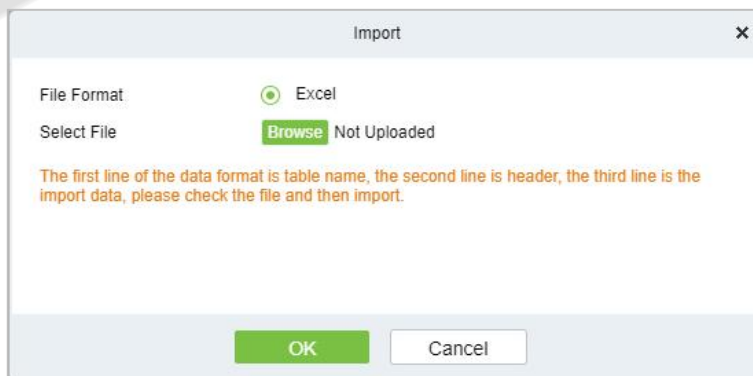 Import
File Format Excel
Select File Browse Not Uploaded
The first line of the data format is table name, the second line is header, the third line is the
import data, please check the file and then import.
OK Cancel